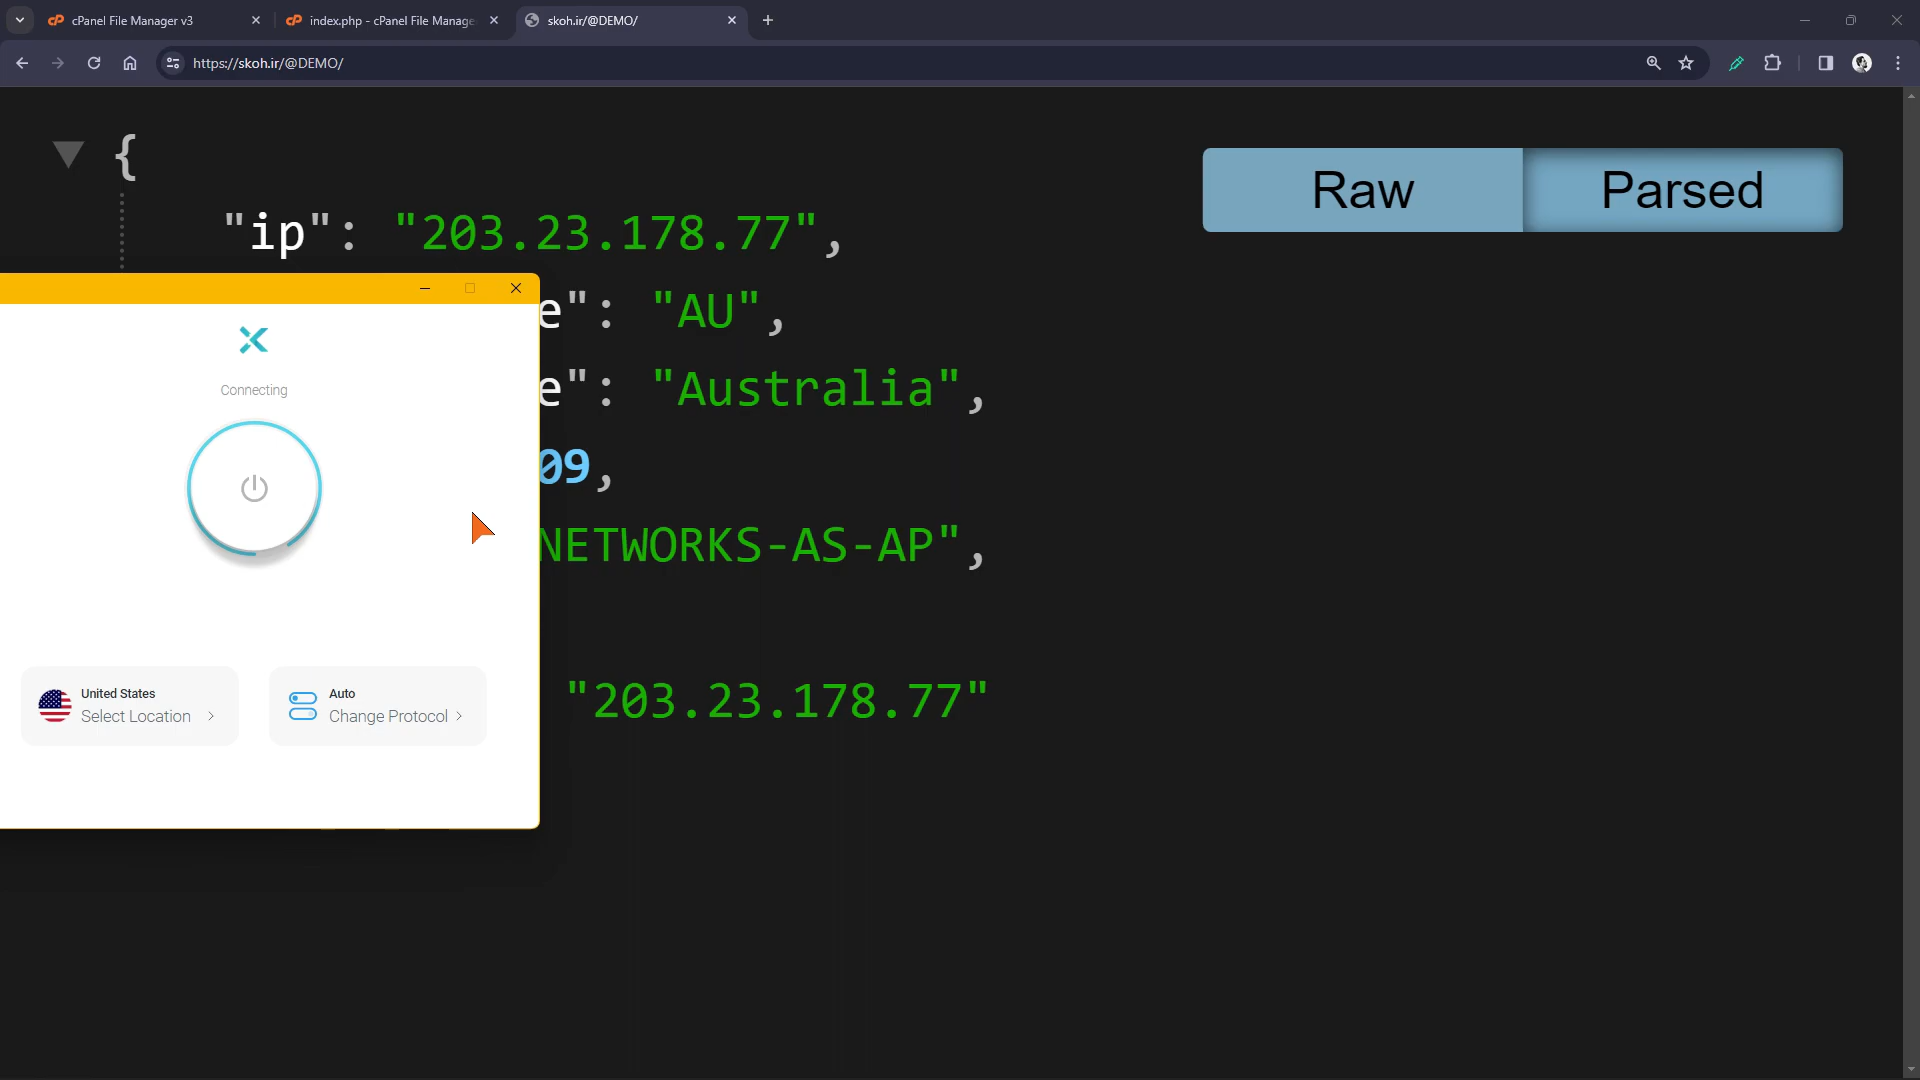 cPanel File Manager v3
index.php - cPanel File Manage
skoh.ir/@DEMO/
https://skoh.ir/@DEMO/
{
Raw
Parsed
"ip": "203.23.178.77",
e": "AU",
e": "Australia",
09,
NETWORKS-AS-AP",
"203.23.178.77"
Connecting
United States
Select Location
Auto
Change Protocol